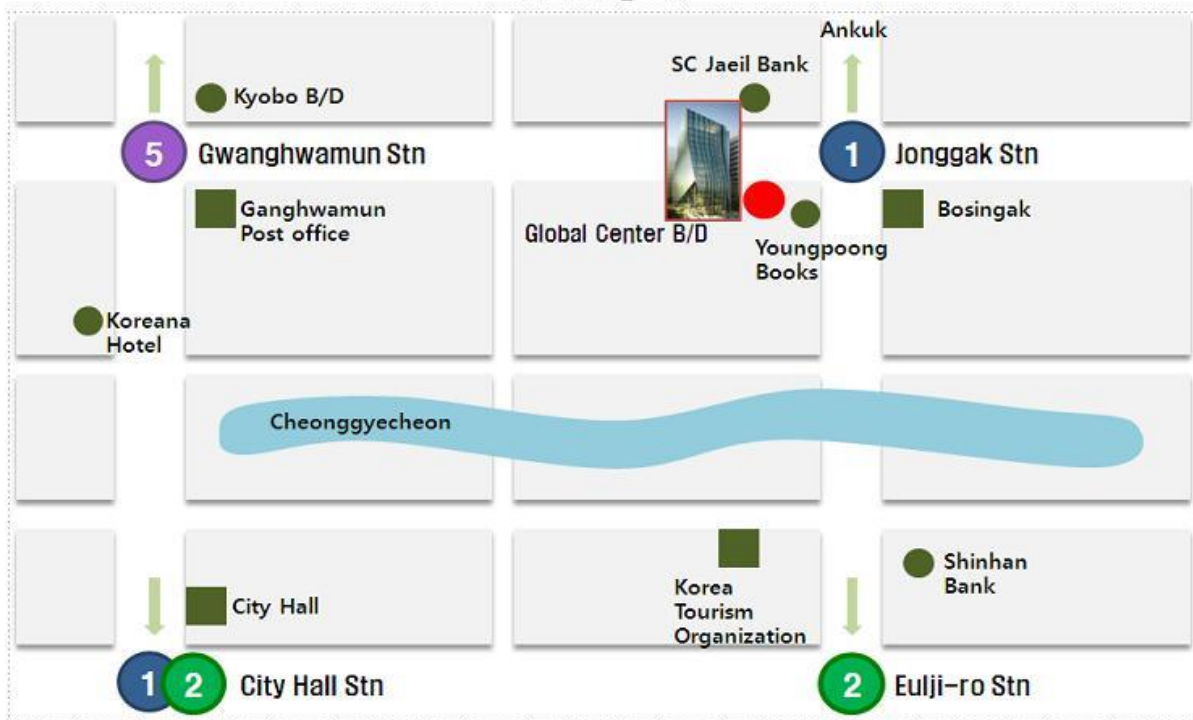 Ankuk
SC Jaeil Bank
Kyobo B/D
5
Gwanghwamun Stn
1
Jonggak Stn
Ganghwamun
Post office
Global Center B/D
Youngpoong
Books
Bosingak
Koreana
Hotel
Cheonggyecheon
City Hall
Korea
Tourism
Organization
Shinhan
Bank
1
2
City Hall Stn
2
Eulji-ro Stn